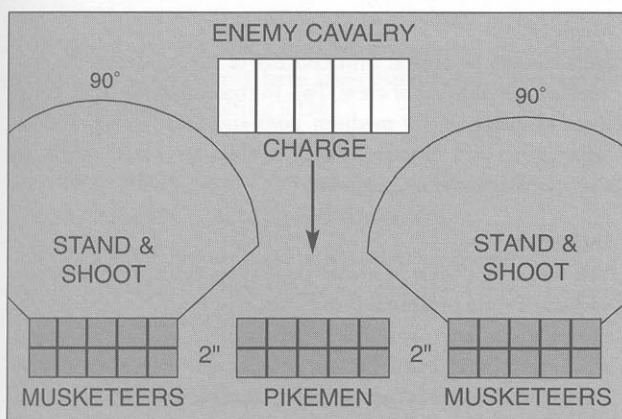 ENEMY CAVALRY
90°
90°
CHARGE
STAND &
SHOOT
STAND &
SHOOT
2"
2"
MUSKETEERS
PIKEMEN
MUSKETEERS